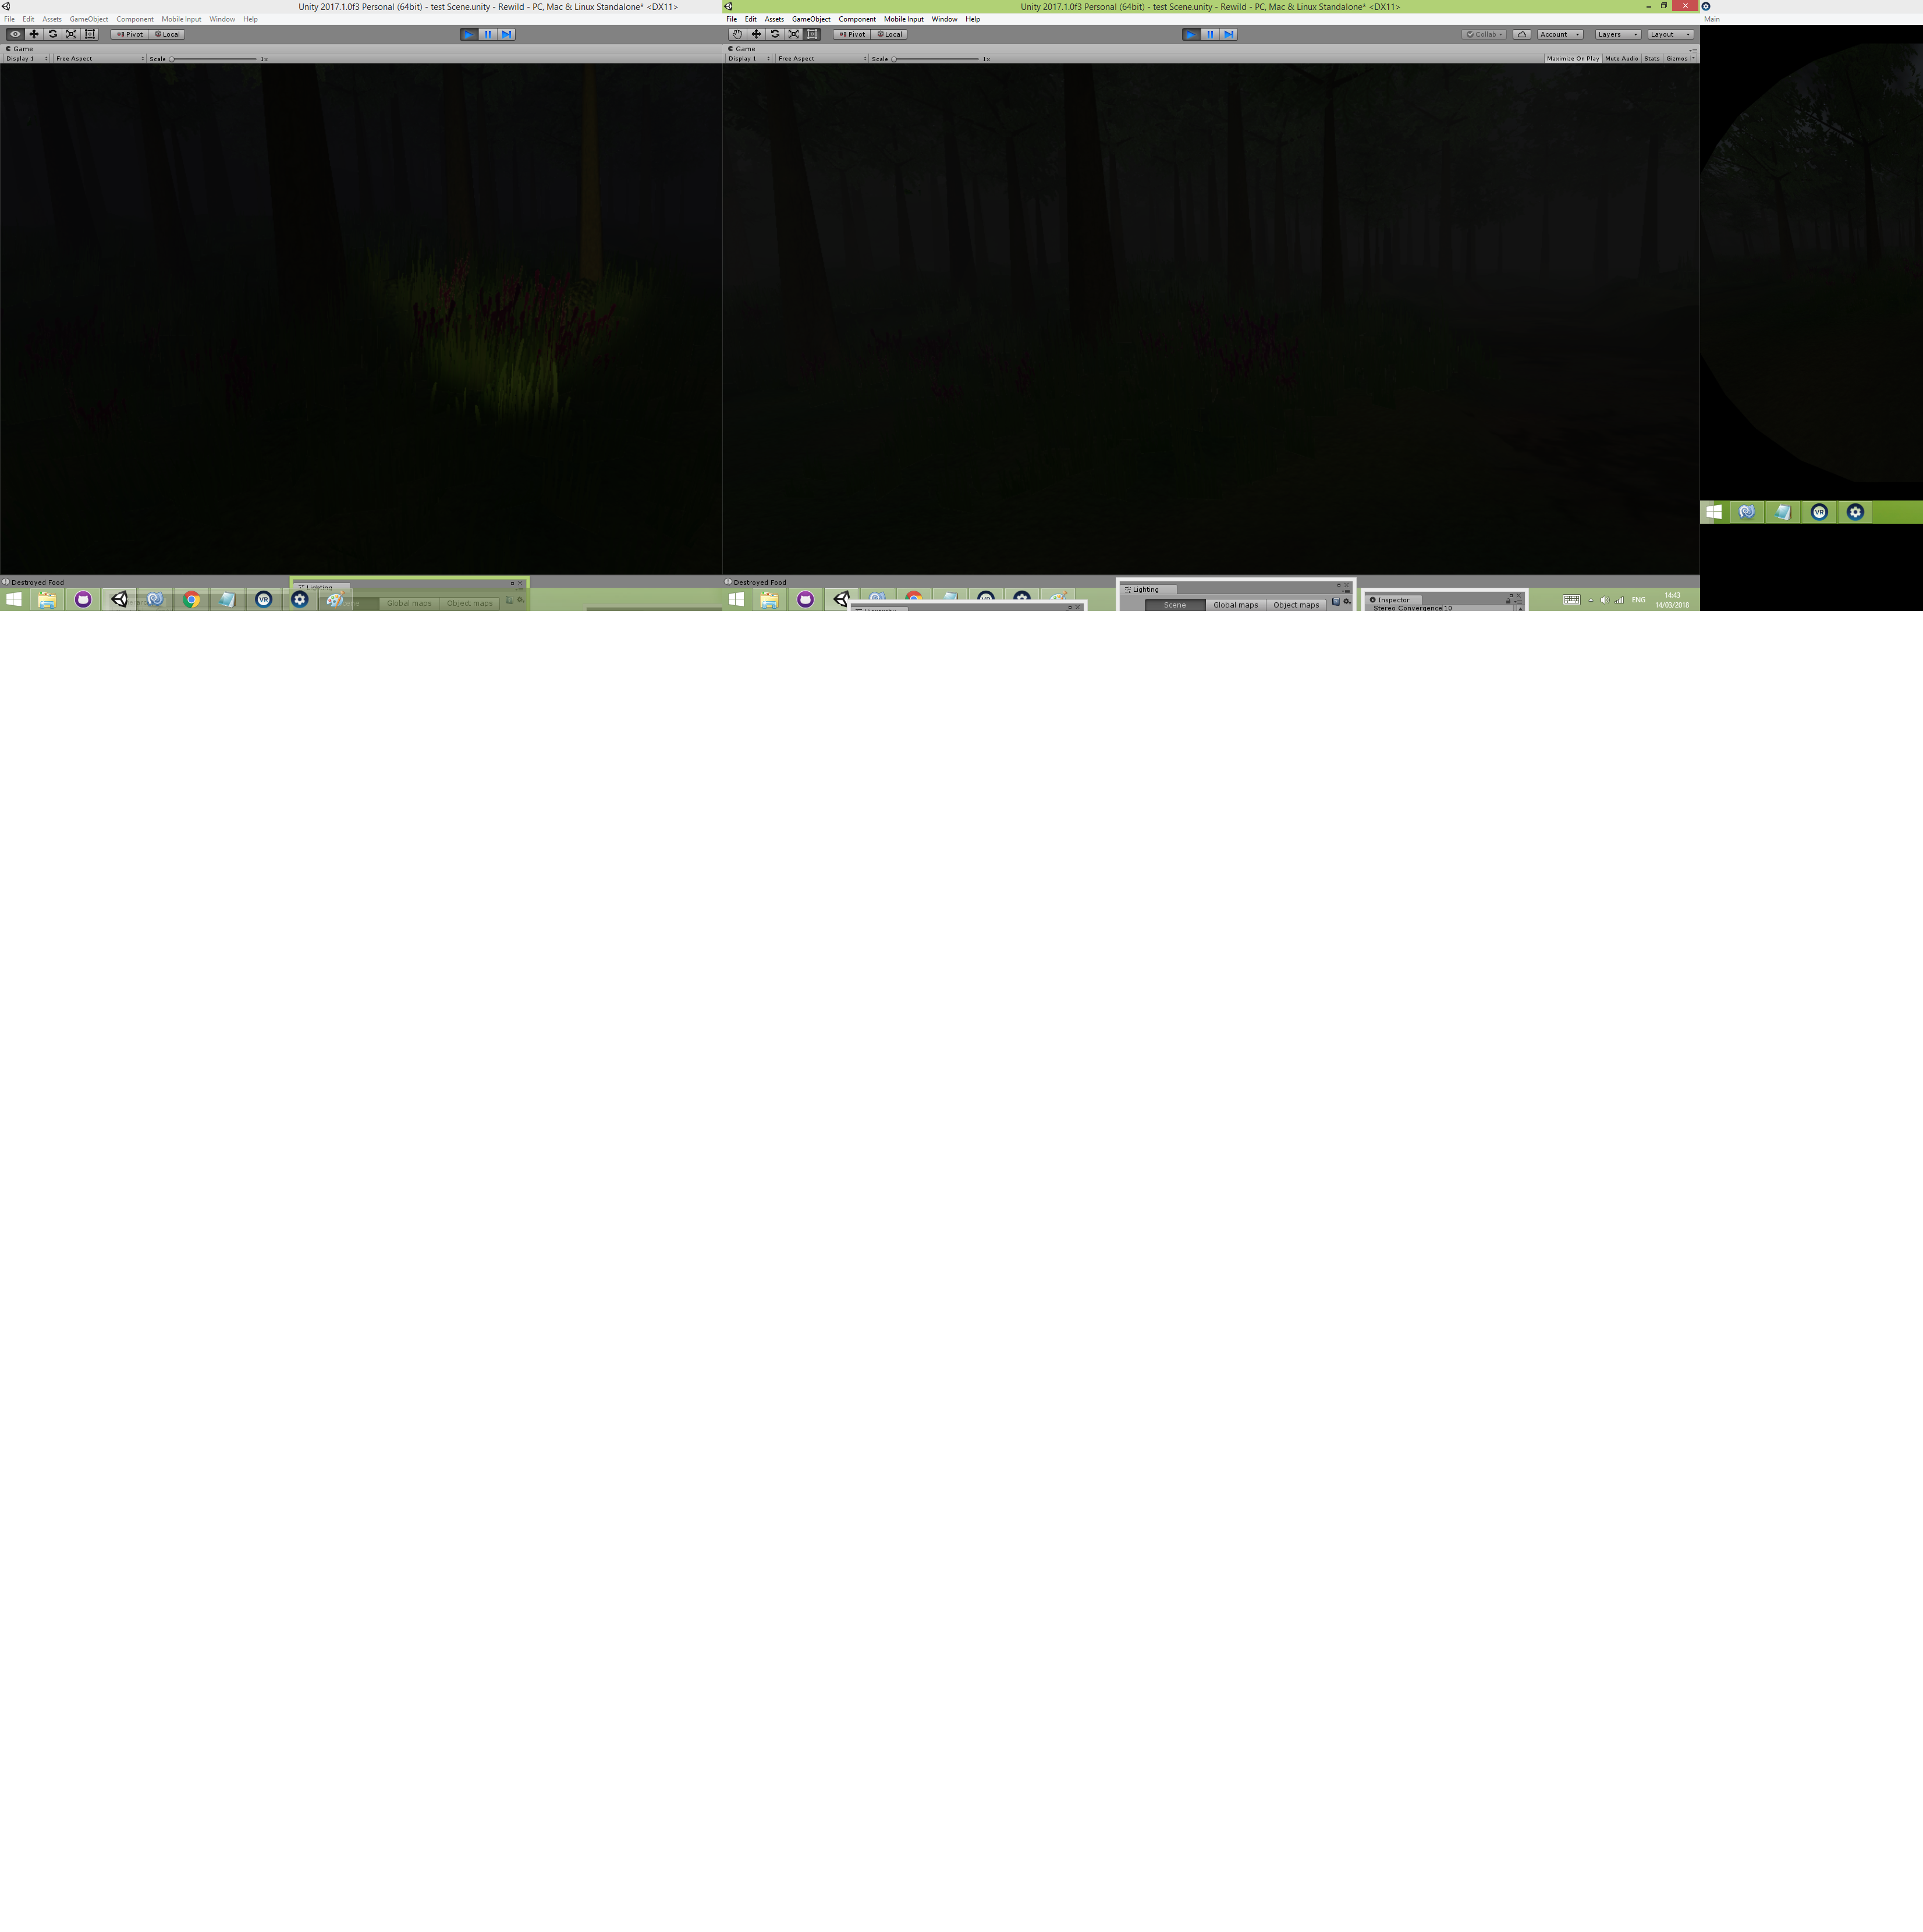 Unity 2017.1.0f3 Personal (64bit) - test Scene.unity - Rewild - PC, Mac & Linux Standalone* <DX11>
File Edit Assets GameObject Component Mobile Input Window Help
Pivot Local
Game
Display 1 Free Aspect Scale 1x
Destroyed Food
Lighting
Global maps Object maps
VR
Unity 2017.1.0f3 Personal (64bit) - test Scene.unity - Rewild - PC, Mac & Linux Standalone* <DX11>
File Edit Assets GameObject Component Mobile Input Window Help
Pivot Local Collab Account Layers Layout
Game
Display 1 Free Aspect Scale 1x Maximize On Play Mute Audio Stats Gizmos
Destroyed Food
Lighting
Scene Global maps Object maps
Inspector
Stereo Convergence 10
ENG
14:43
14/03/2018
Main
VR